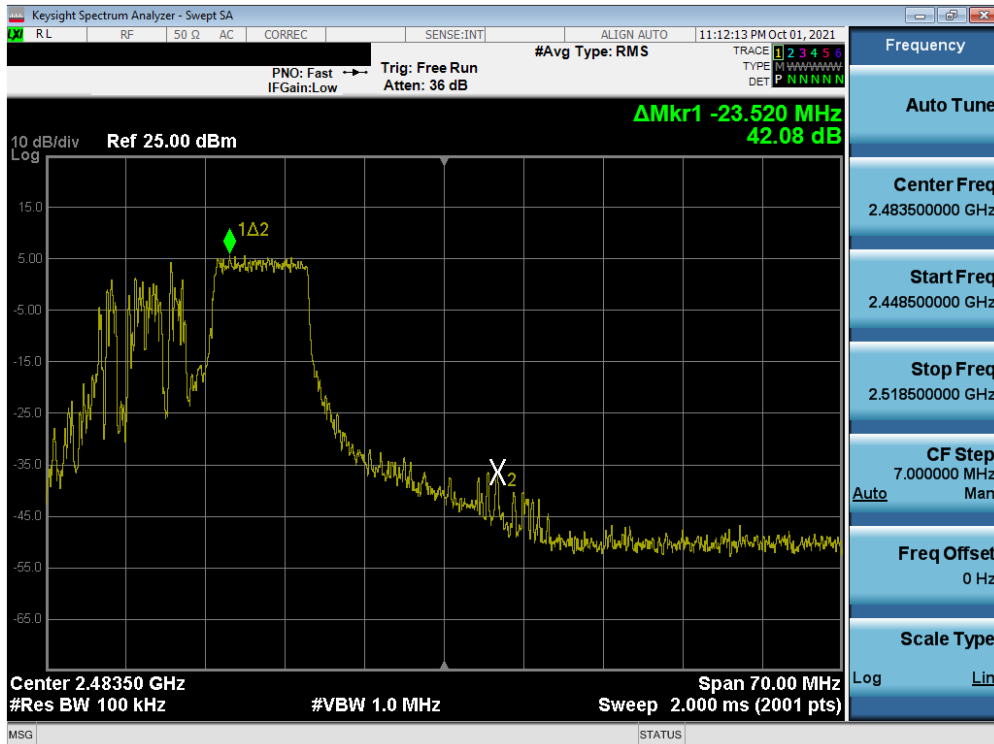 Keysight Spectrum Analyzer - Swept SA
LXI RL RF 50 Ω AC CORREC SENSE:INT ALIGN AUTO 11:12:13 PM Oct 01, 2021
#Avg Type: RMS
TRACE 1 2 3 4 5 6
PNO: Fast Trig: Free Run
TYPE M WWWWW
IFGain:Low Atten: 36 dB
DET P N N N N N
ΔMkr1 -23.520 MHz
42.08 dB
10 dB/div Ref 25.00 dBm
Log
15.0
1Δ2
5.00
-5.00
-15.0
-25.0
-35.0
X2
-45.0
-55.0
-65.0
Center 2.48350 GHz Span 70.00 MHz
#Res BW 100 kHz #VBW 1.0 MHz Sweep 2.000 ms (2001 pts)
MSG STATUS
Frequency
Auto Tune
Center Freq
2.483500000 GHz
Start Freq
2.448500000 GHz
Stop Freq
2.518500000 GHz
CF Step
7.000000 MHz
Auto Man
Freq Offset
0 Hz
Scale Type
Log Lin